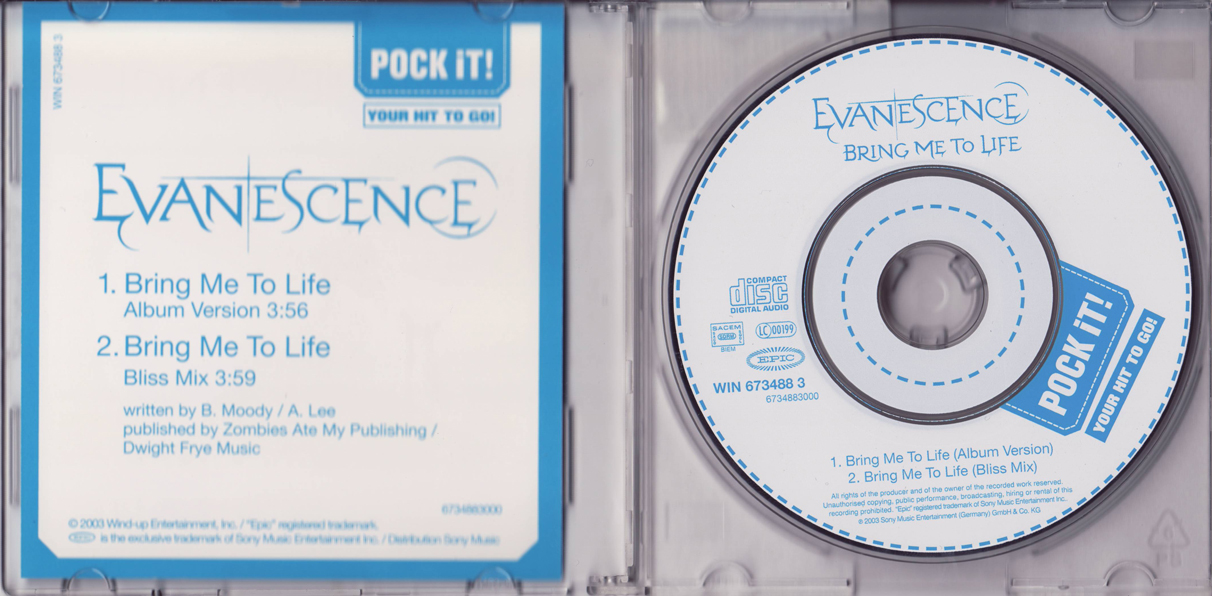 WIN 673488 3
POCK iT!
YOUR HIT TO GO!
EVANESCENCE
1. Bring Me To Life
Album Version 3:56
2. Bring Me To Life
Bliss Mix 3:59
written by B. Moody / A. Lee
published by Zombies Ate My Publishing /
Dwight Frye Music
6734883000
© 2003 Wind-up Entertainment, Inc. / "Epic" registered trademark.
is the exclusive trademark of Sony Music Entertainment Inc. / Distribution Sony Music
EVANESCENCE
BRING ME TO LIFE
COMPACT
disc
DIGITAL AUDIO
SACEM
BIEM
LC 00199
EPIC
WIN 673488 3
6734883000
POCK iT!
YOUR HIT TO GO!
1. Bring Me To Life (Album Version)
2. Bring Me To Life (Bliss Mix)
All rights of the producer and of the owner of the recorded work reserved.
Unauthorised copying, public performance, broadcasting, hiring or rental of this
recording prohibited. "Epic" registered trademark of Sony Music Entertainment Inc.
℗ 2003 Sony Music Entertainment (Germany) GmbH & Co. KG